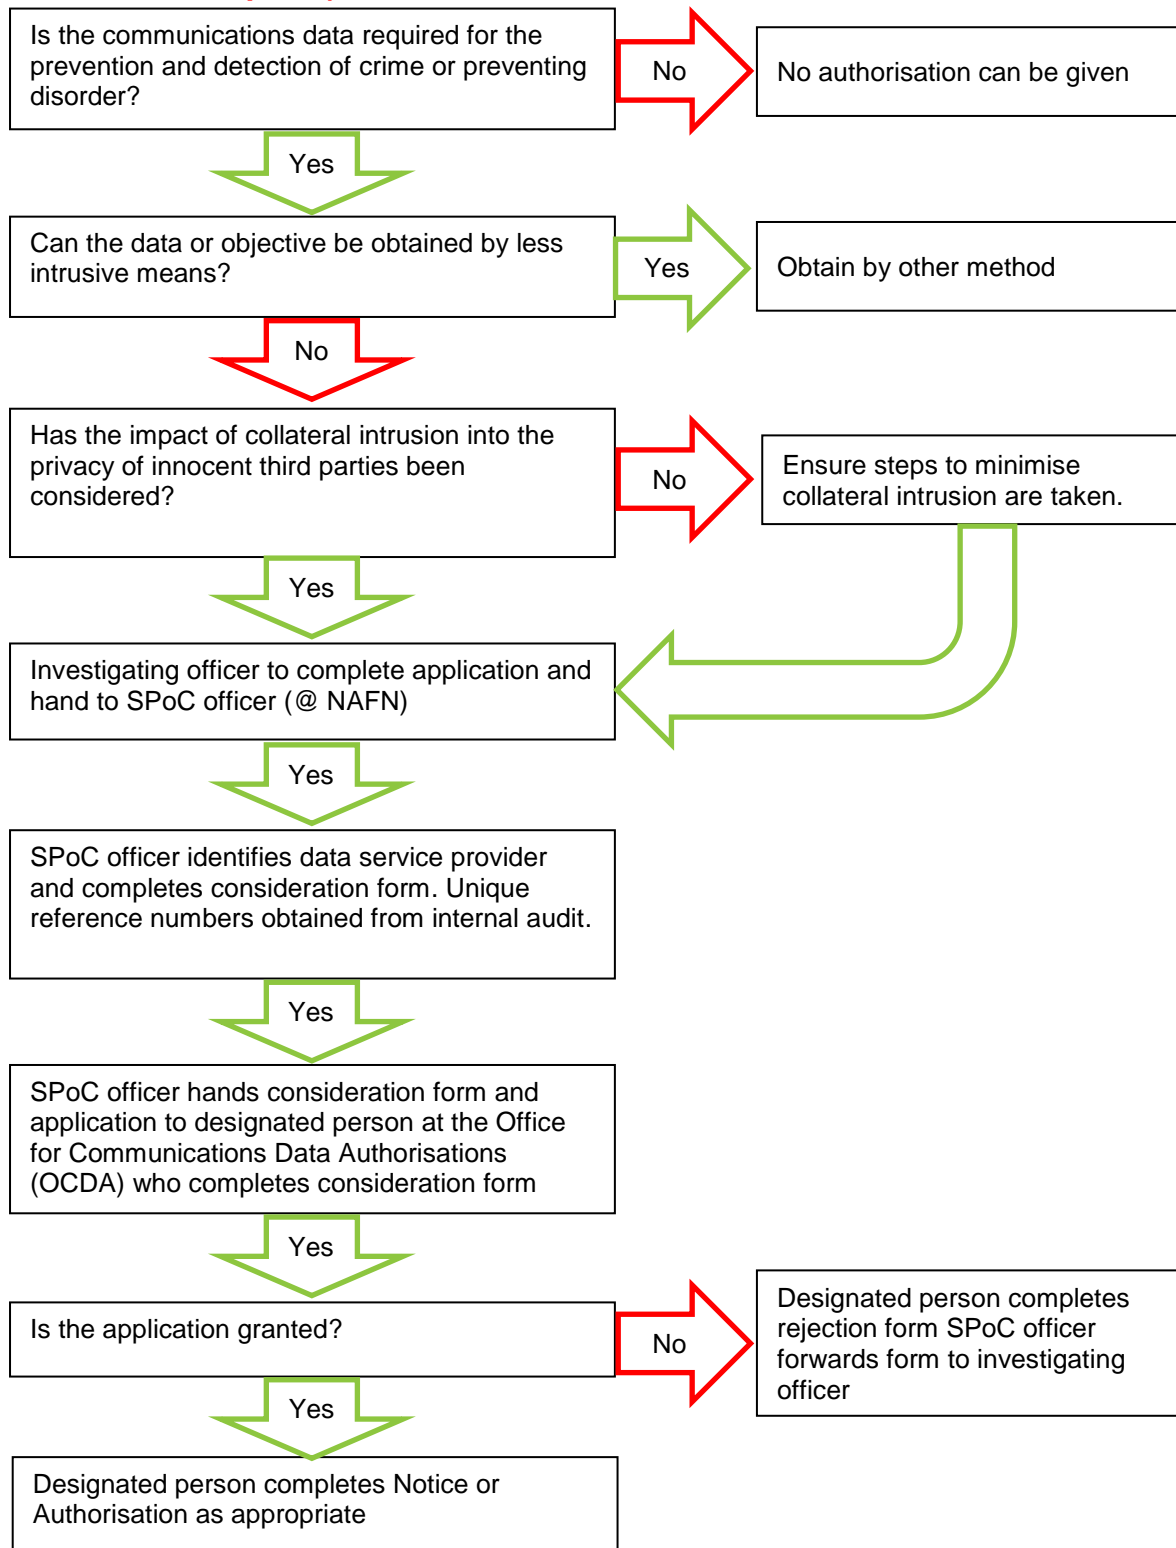 Is the communications data required for the
prevention and detection of crime or preventing
disorder?
No
No authorisation can be given
Yes
Can the data or objective be obtained by less
intrusive means?
Yes
Obtain by other method
No
Has the impact of collateral intrusion into the
privacy of innocent third parties been
considered?
No
Ensure steps to minimise
collateral intrusion are taken.
Yes
Investigating officer to complete application and
hand to SPoC officer (@ NAFN)
Yes
SPoC officer identifies data service provider
and completes consideration form. Unique
reference numbers obtained from internal audit.
Yes
SPoC officer hands consideration form and
application to designated person at the Office
for Communications Data Authorisations
(OCDA) who completes consideration form
Yes
Is the application granted?
No
Designated person completes
rejection form SPoC officer
forwards form to investigating
officer
Yes
Designated person completes Notice or
Authorisation as appropriate